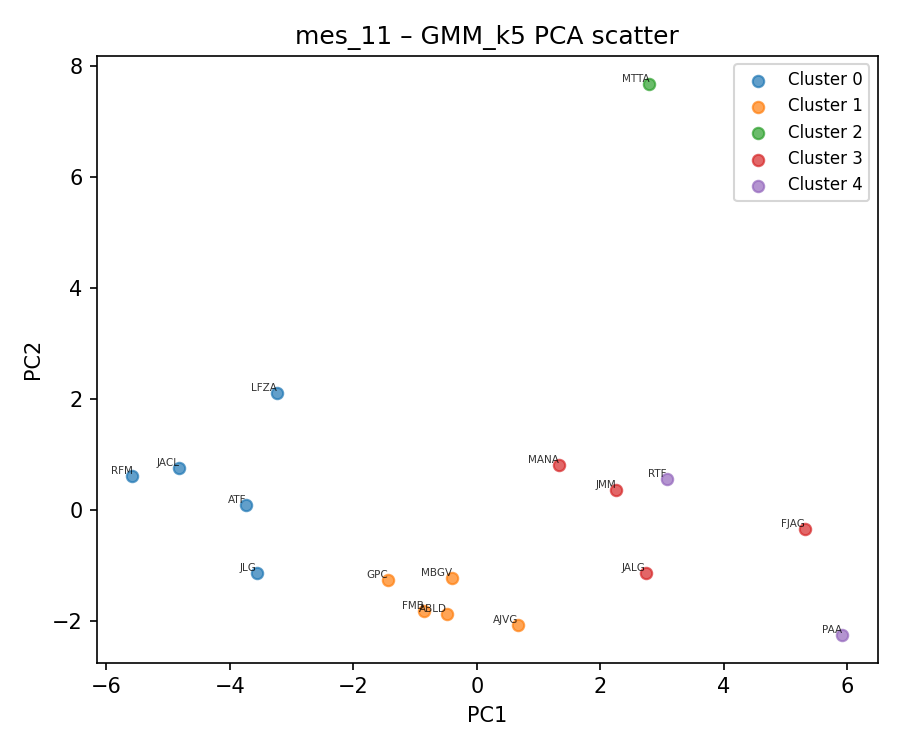 mes_11 – GMM_k5 PCA scatter
8
6
4
2
0
−2
−6
−4
−2
0
2
4
6
PC2
PC1
Cluster 0
Cluster 1
Cluster 2
Cluster 3
Cluster 4
MTTA
LFZA
RFM
JACL
ATF
JLG
GPC
MBGV
FMR
ABLD
AJVG
MANA
JMM
RTF
JALG
FJAG
PAA